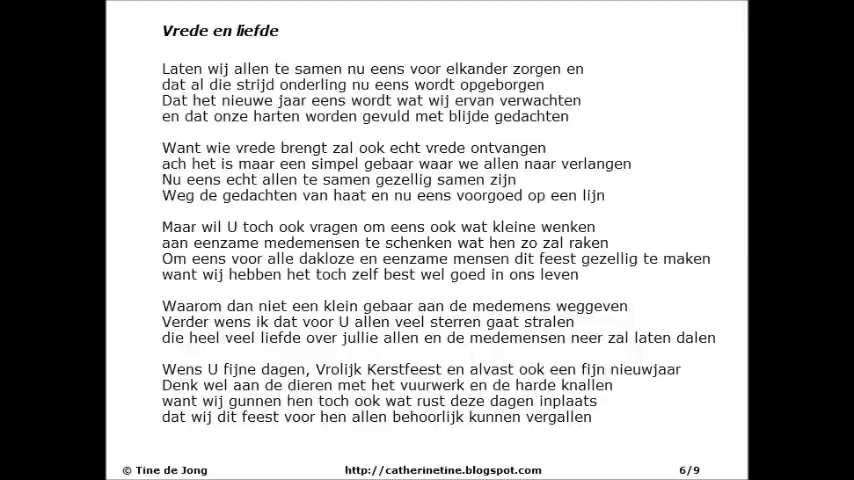 Vrede en liefde
Laten wij allen te samen nu eens voor elkander zorgen en
dat al die strijd onderling nu eens wordt opgeborgen
Dat het nieuwe jaar eens wordt wat wij ervan verwachten
en dat onze harten worden gevuld met blijde gedachten
Want wie vrede brengt zal ook echt vrede ontvangen
ach het is maar een simpel gebaar waar we allen naar verlangen
Nu eens echt allen te samen gezellig samen zijn
Weg de gedachten van haat en nu eens voorgoed op een lijn
Maar wil U toch ook vragen om eens ook wat kleine wenken
aan eenzame medemensen te schenken wat hen zo zal raken
Om eens voor alle dakloze en eenzame mensen dit feest gezellig te maken
want wij hebben het toch zelf best wel goed in ons leven
Waarom dan niet een klein gebaar aan de medemens weggeven
Verder wens ik dat voor U allen veel sterren gaat stralen
die heel veel liefde over jullie allen en de medemensen neer zal laten dalen
Wens U fijne dagen, Vrolijk Kerstfeest en alvast ook een fijn nieuwjaar
Denk wel aan de dieren met het vuurwerk en de harde knallen
want wij gunnen hen toch ook wat rust deze dagen inplaats
dat wij dit feest voor hen allen behoorlijk kunnen vergallen
© Tine de Jong
http://catherinetine.blogspot.com
6/9